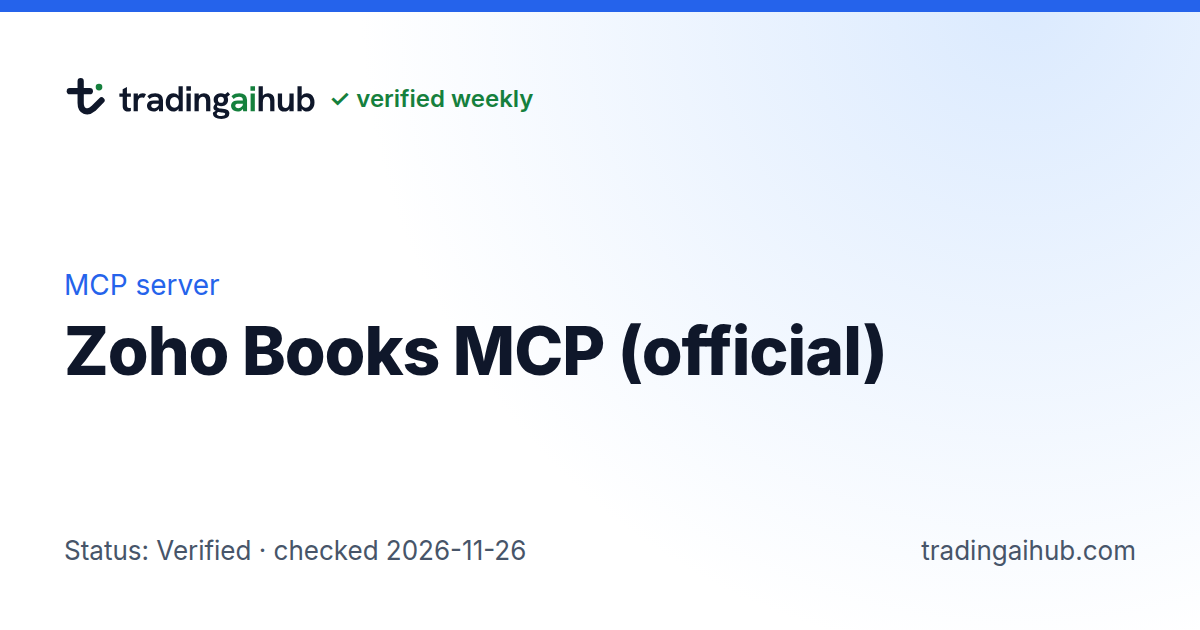 tradingaihub ✓ verified weekly
MCP server
Zoho Books MCP (official)
Status: Verified · checked 2026-11-26
tradingaihub.com